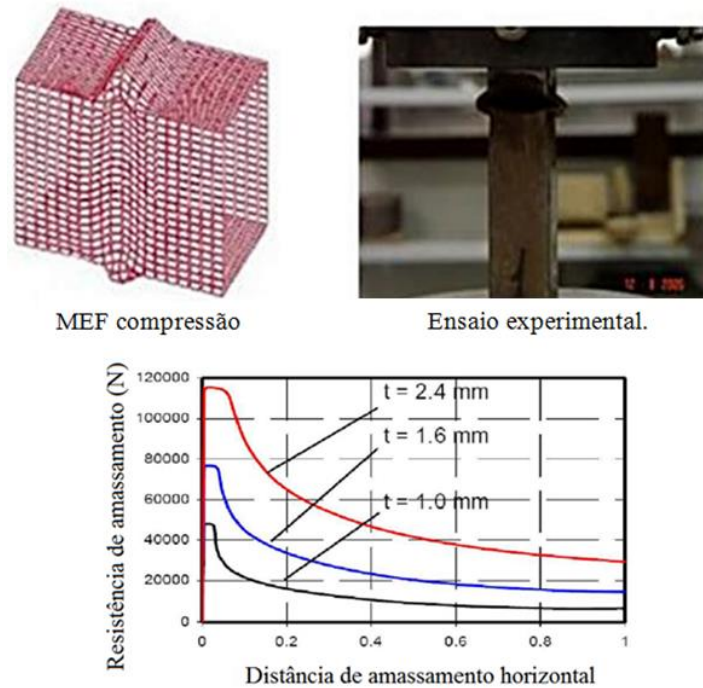 12 8 2005
MEF compressão
Ensaio experimental.
Resistência de amassamento (N)
120000
100000
80000
60000
40000
20000
0
t = 2.4 mm
t = 1.6 mm
t = 1.0 mm
0 0.2 0.4 0.6 0.8 1
Distância de amassamento horizontal